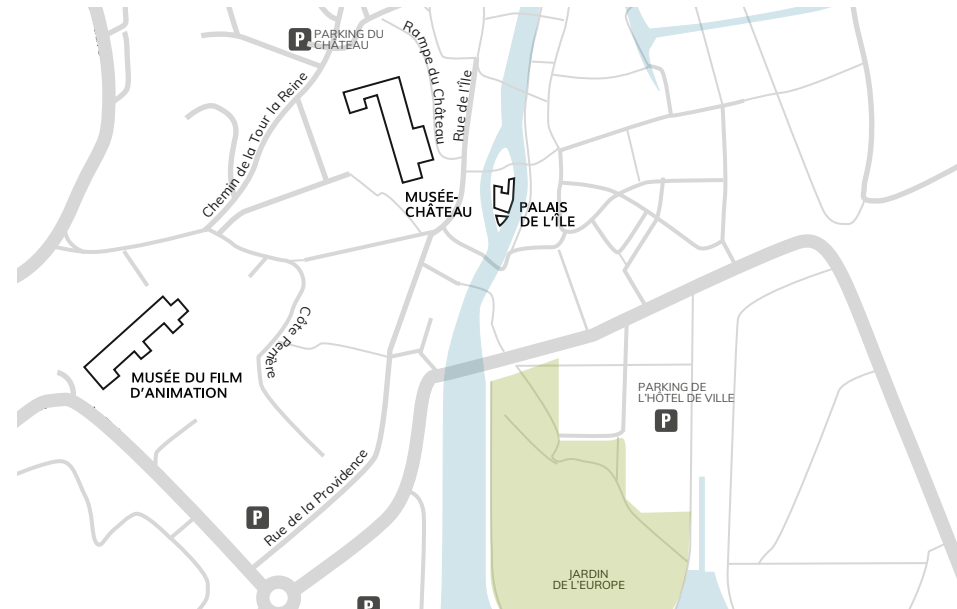 P PARKING DU
CHÂTEAU
Rampe du Château
Rue de l'Île
Chemin de la Tour la Reine
MUSÉE-
CHÂTEAU
PALAIS
DE L'ÎLE
Côte Perrière
MUSÉE DU FILM
D'ANIMATION
PARKING DE
L'HÔTEL DE VILLE
P
Rue de la Providence
P
JARDIN
DE L'EUROPE
P